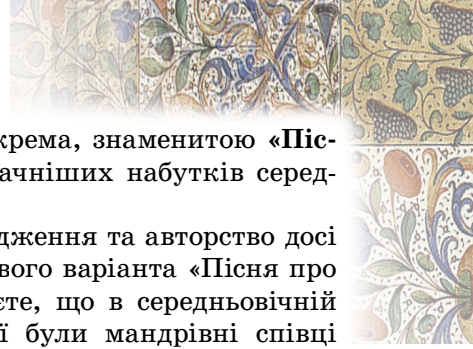 крема, знаменитою «Піс-
ачніших набутків серед-
дження та авторство досі
вого варіанта «Пісня про
єте, що в середньовічній
ї були мандрівні співці